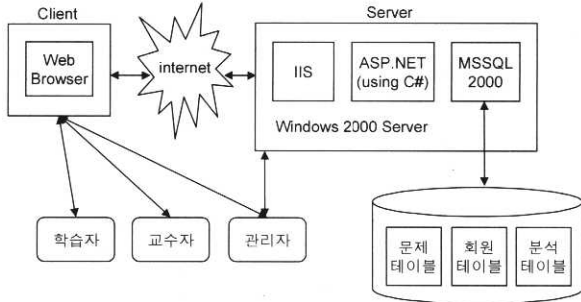 Client
Server
Web
Browser
internet
IIS
ASP.NET
(using C#)
MSSQL
2000
Windows 2000 Server
학습자
교수자
관리자
문제
테이블
회원
테이블
분석
테이블